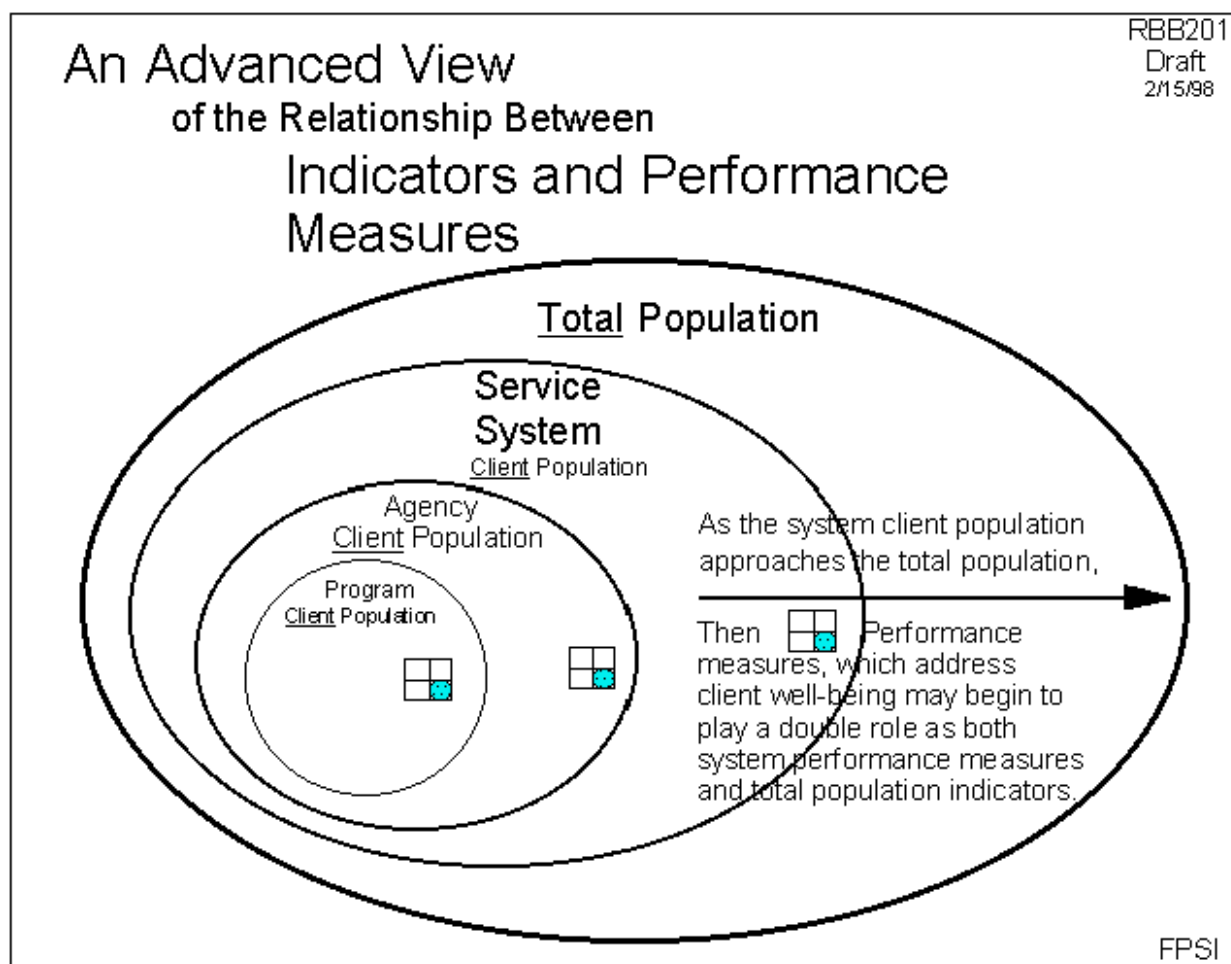 RBB201
Draft
2/15/98
An Advanced View
of the Relationship Between
Indicators and Performance
Measures
Total Population
Service
System
Client Population
Agency
Client Population
Program
Client Population
As the system client population
approaches the total population,
Then Performance
measures, which address
client well-being may begin to
play a double role as both
system performance measures
and total population indicators.
FPSI